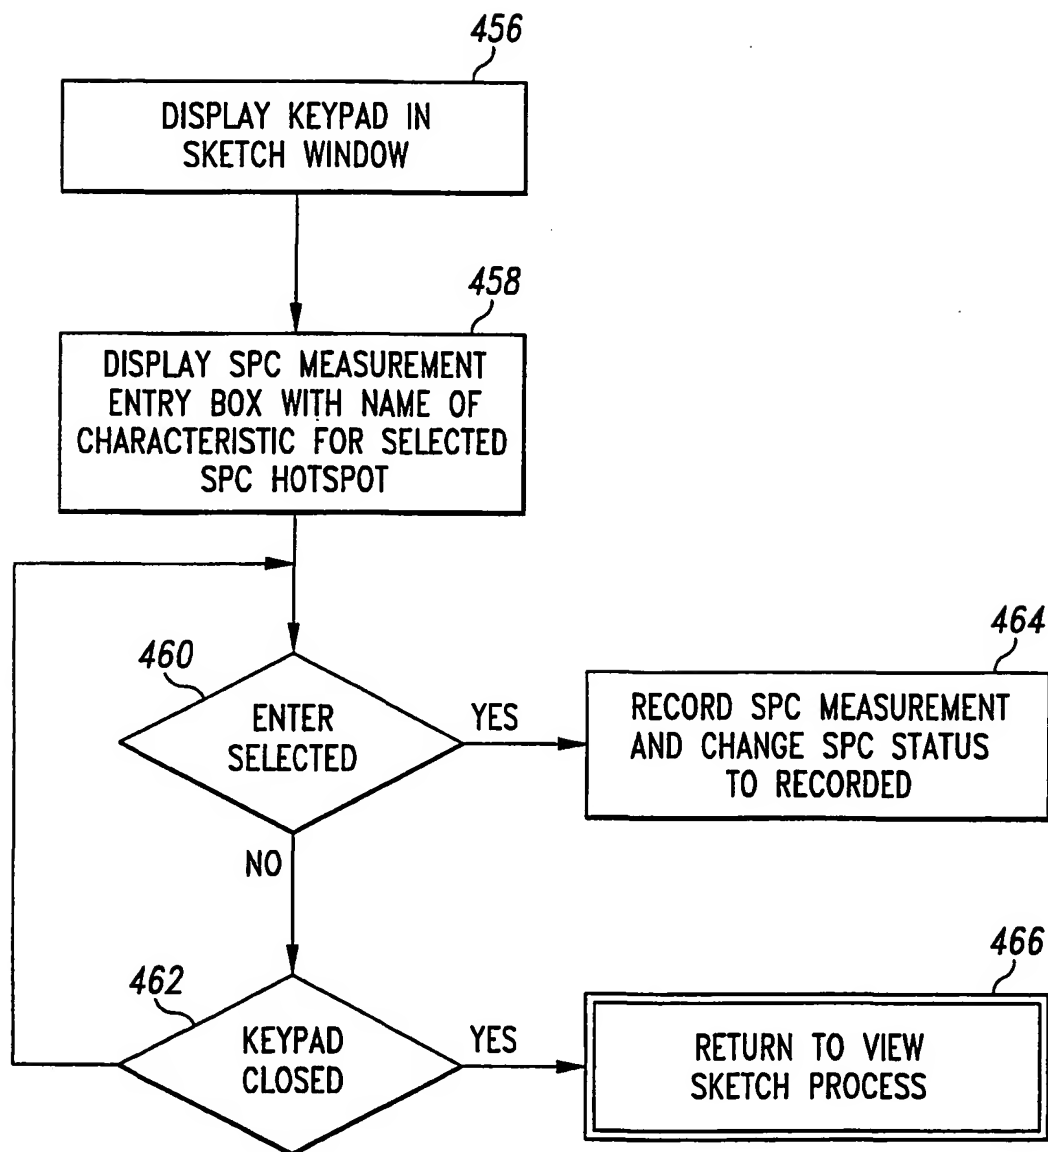 456
DISPLAY KEYPAD IN
SKETCH WINDOW
458
DISPLAY SPC MEASUREMENT
ENTRY BOX WITH NAME OF
CHARACTERISTIC FOR SELECTED
SPC HOTSPOT
460
ENTER
SELECTED
YES
464
RECORD SPC MEASUREMENT
AND CHANGE SPC STATUS
TO RECORDED
NO
462
KEYPAD
CLOSED
YES
466
RETURN TO VIEW
SKETCH PROCESS